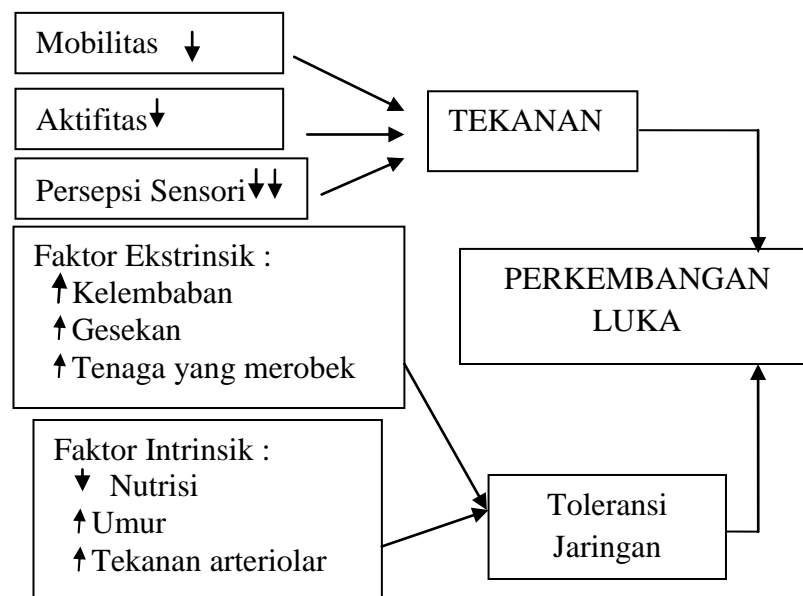 Mobilitas ↓
Aktifitas ↓
Persepsi Sensori ↓↓
TEKANAN
Faktor Ekstrinsik :
↑ Kelembaban
↑ Gesekan
↑ Tenaga yang merobek
PERKEMBANGAN
LUKA
Faktor Intrinsik :
↓ Nutrisi
↑ Umur
↑ Tekanan arteriolar
Toleransi
Jaringan